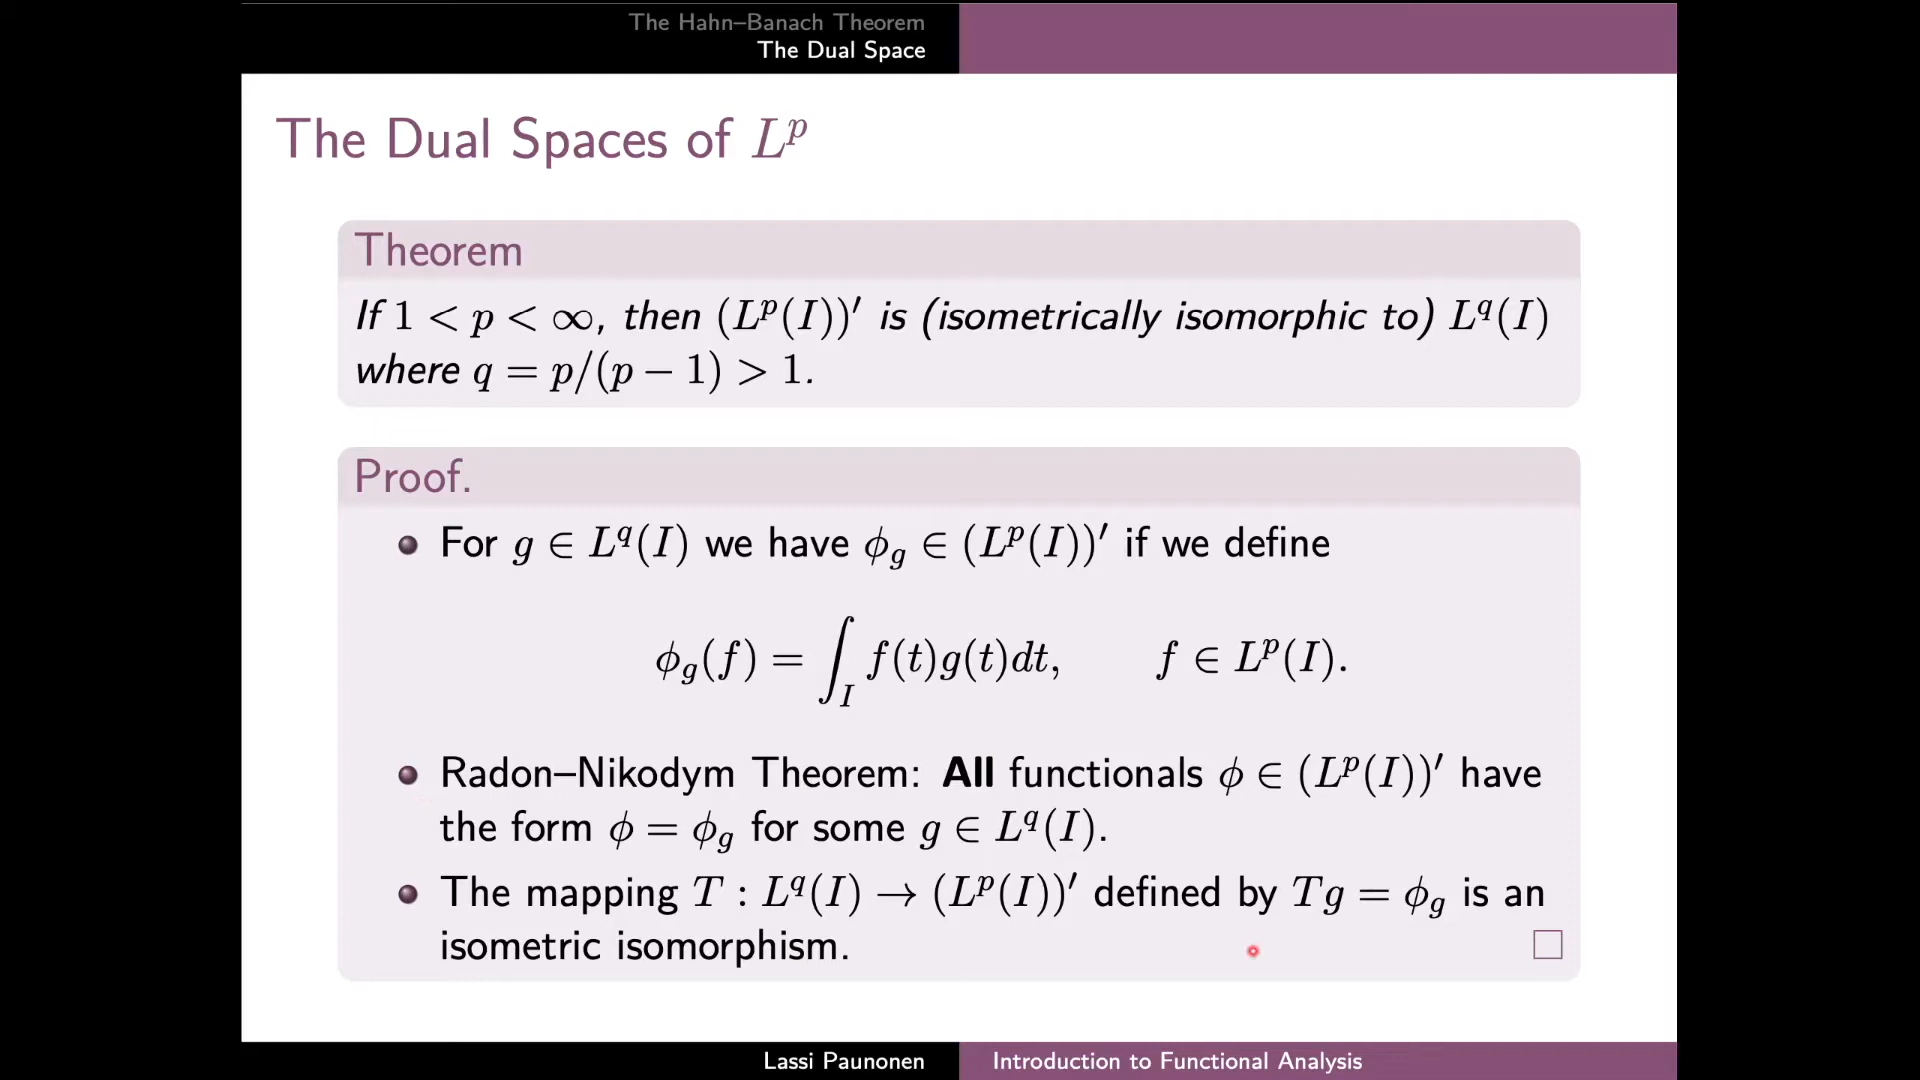 The Hahn–Banach Theorem
The Dual Space
The Dual Spaces of L^p
Theorem
If 1 < p < ∞, then (L^p(I))′ is (isometrically isomorphic to) L^q(I)
where q = p/(p − 1) > 1.
Proof.
For g ∈ L^q(I) we have ϕ_g ∈ (L^p(I))′ if we define
ϕ_g(f) = ∫_I f(t)g(t)dt, f ∈ L^p(I).
Radon–Nikodym Theorem: All functionals ϕ ∈ (L^p(I))′ have
the form ϕ = ϕ_g for some g ∈ L^q(I).
The mapping T : L^q(I) → (L^p(I))′ defined by Tg = ϕ_g is an
isometric isomorphism. □
Lassi Paunonen
Introduction to Functional Analysis